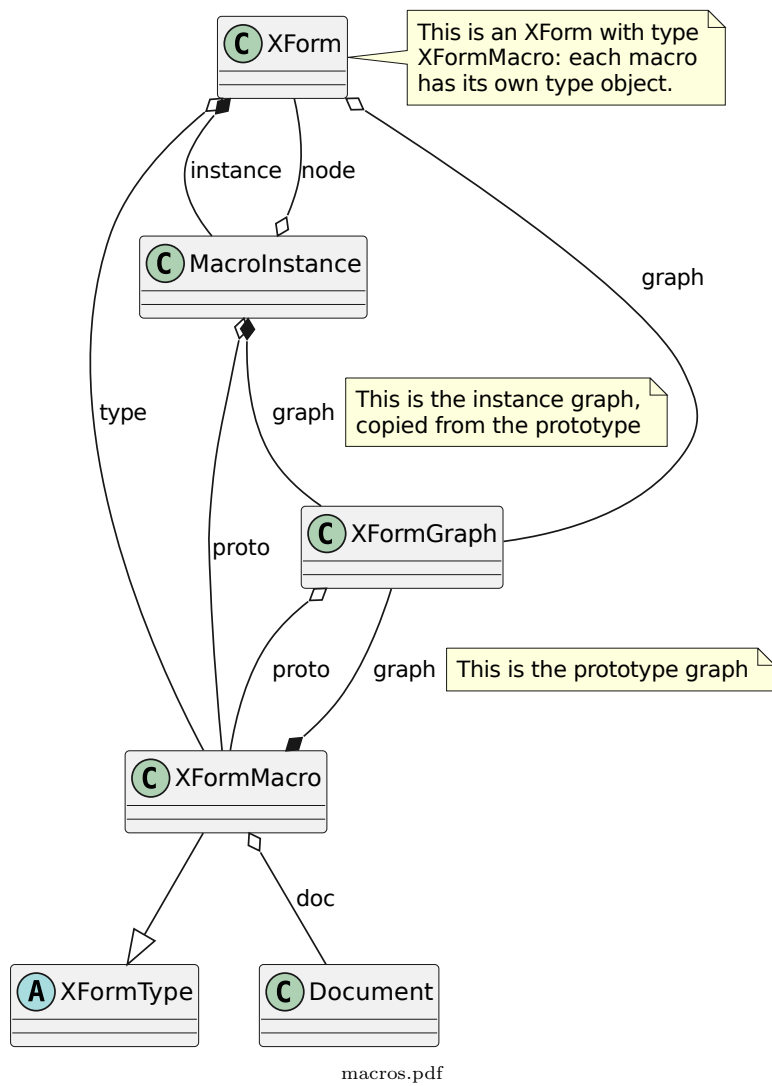 C XForm
This is an XForm with type
XFormMacro: each macro
has its own type object.
instance
node
C MacroInstance
graph
type
graph
This is the instance graph,
copied from the prototype
proto
C XFormGraph
proto
graph
This is the prototype graph
C XFormMacro
doc
A XFormType
C Document
macros.pdf